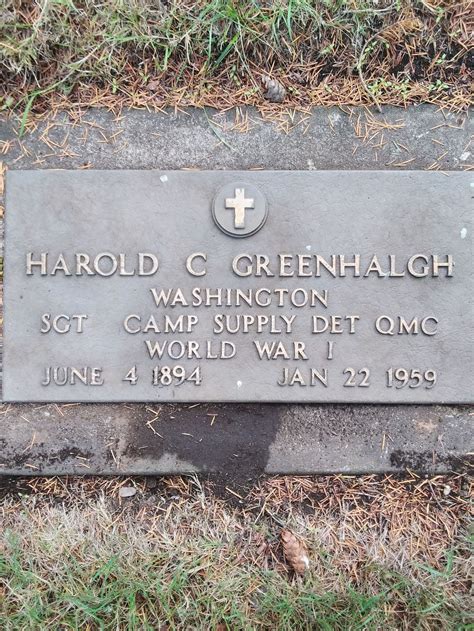 HAROLD C GREENHALGH
WASHINGTON
SGT CAMP SUPPLY DET QMC
WORLD WAR I
JUNE 4 1894 JAN 22 1959